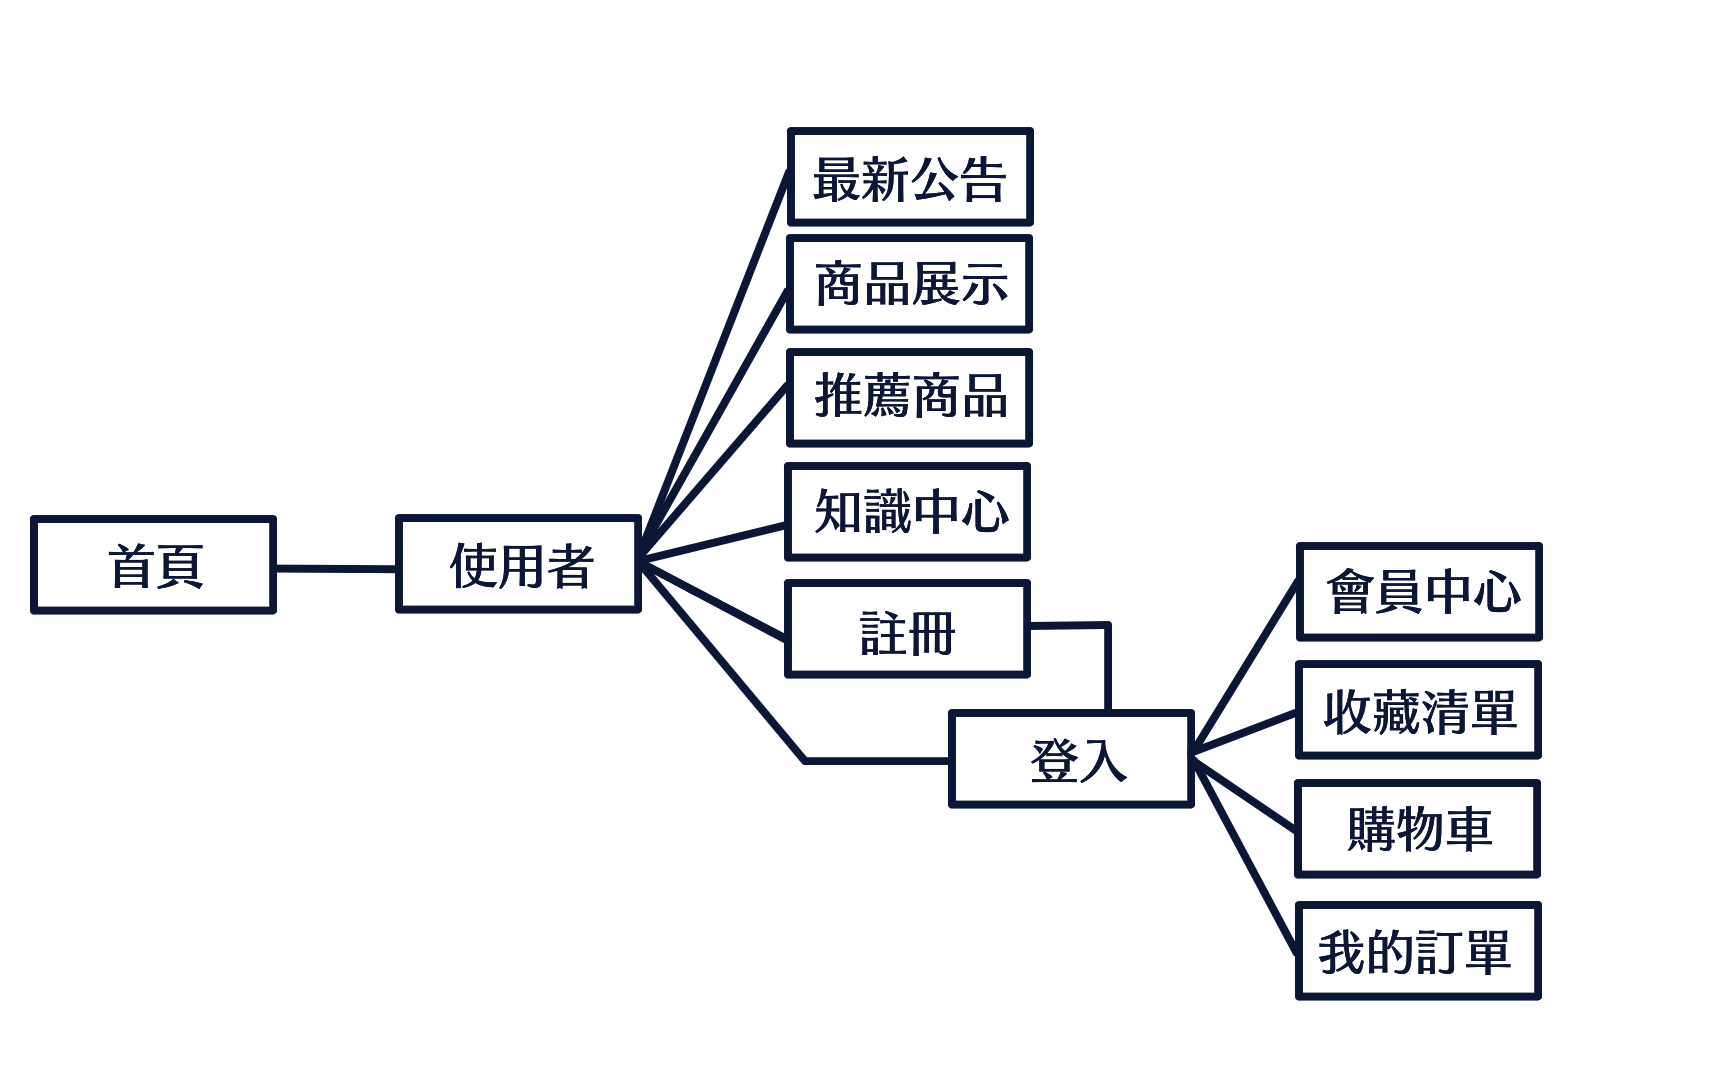 首頁
使用者
最新公告
商品展示
推薦商品
知識中心
註冊
登入
會員中心
收藏清單
購物車
我的訂單